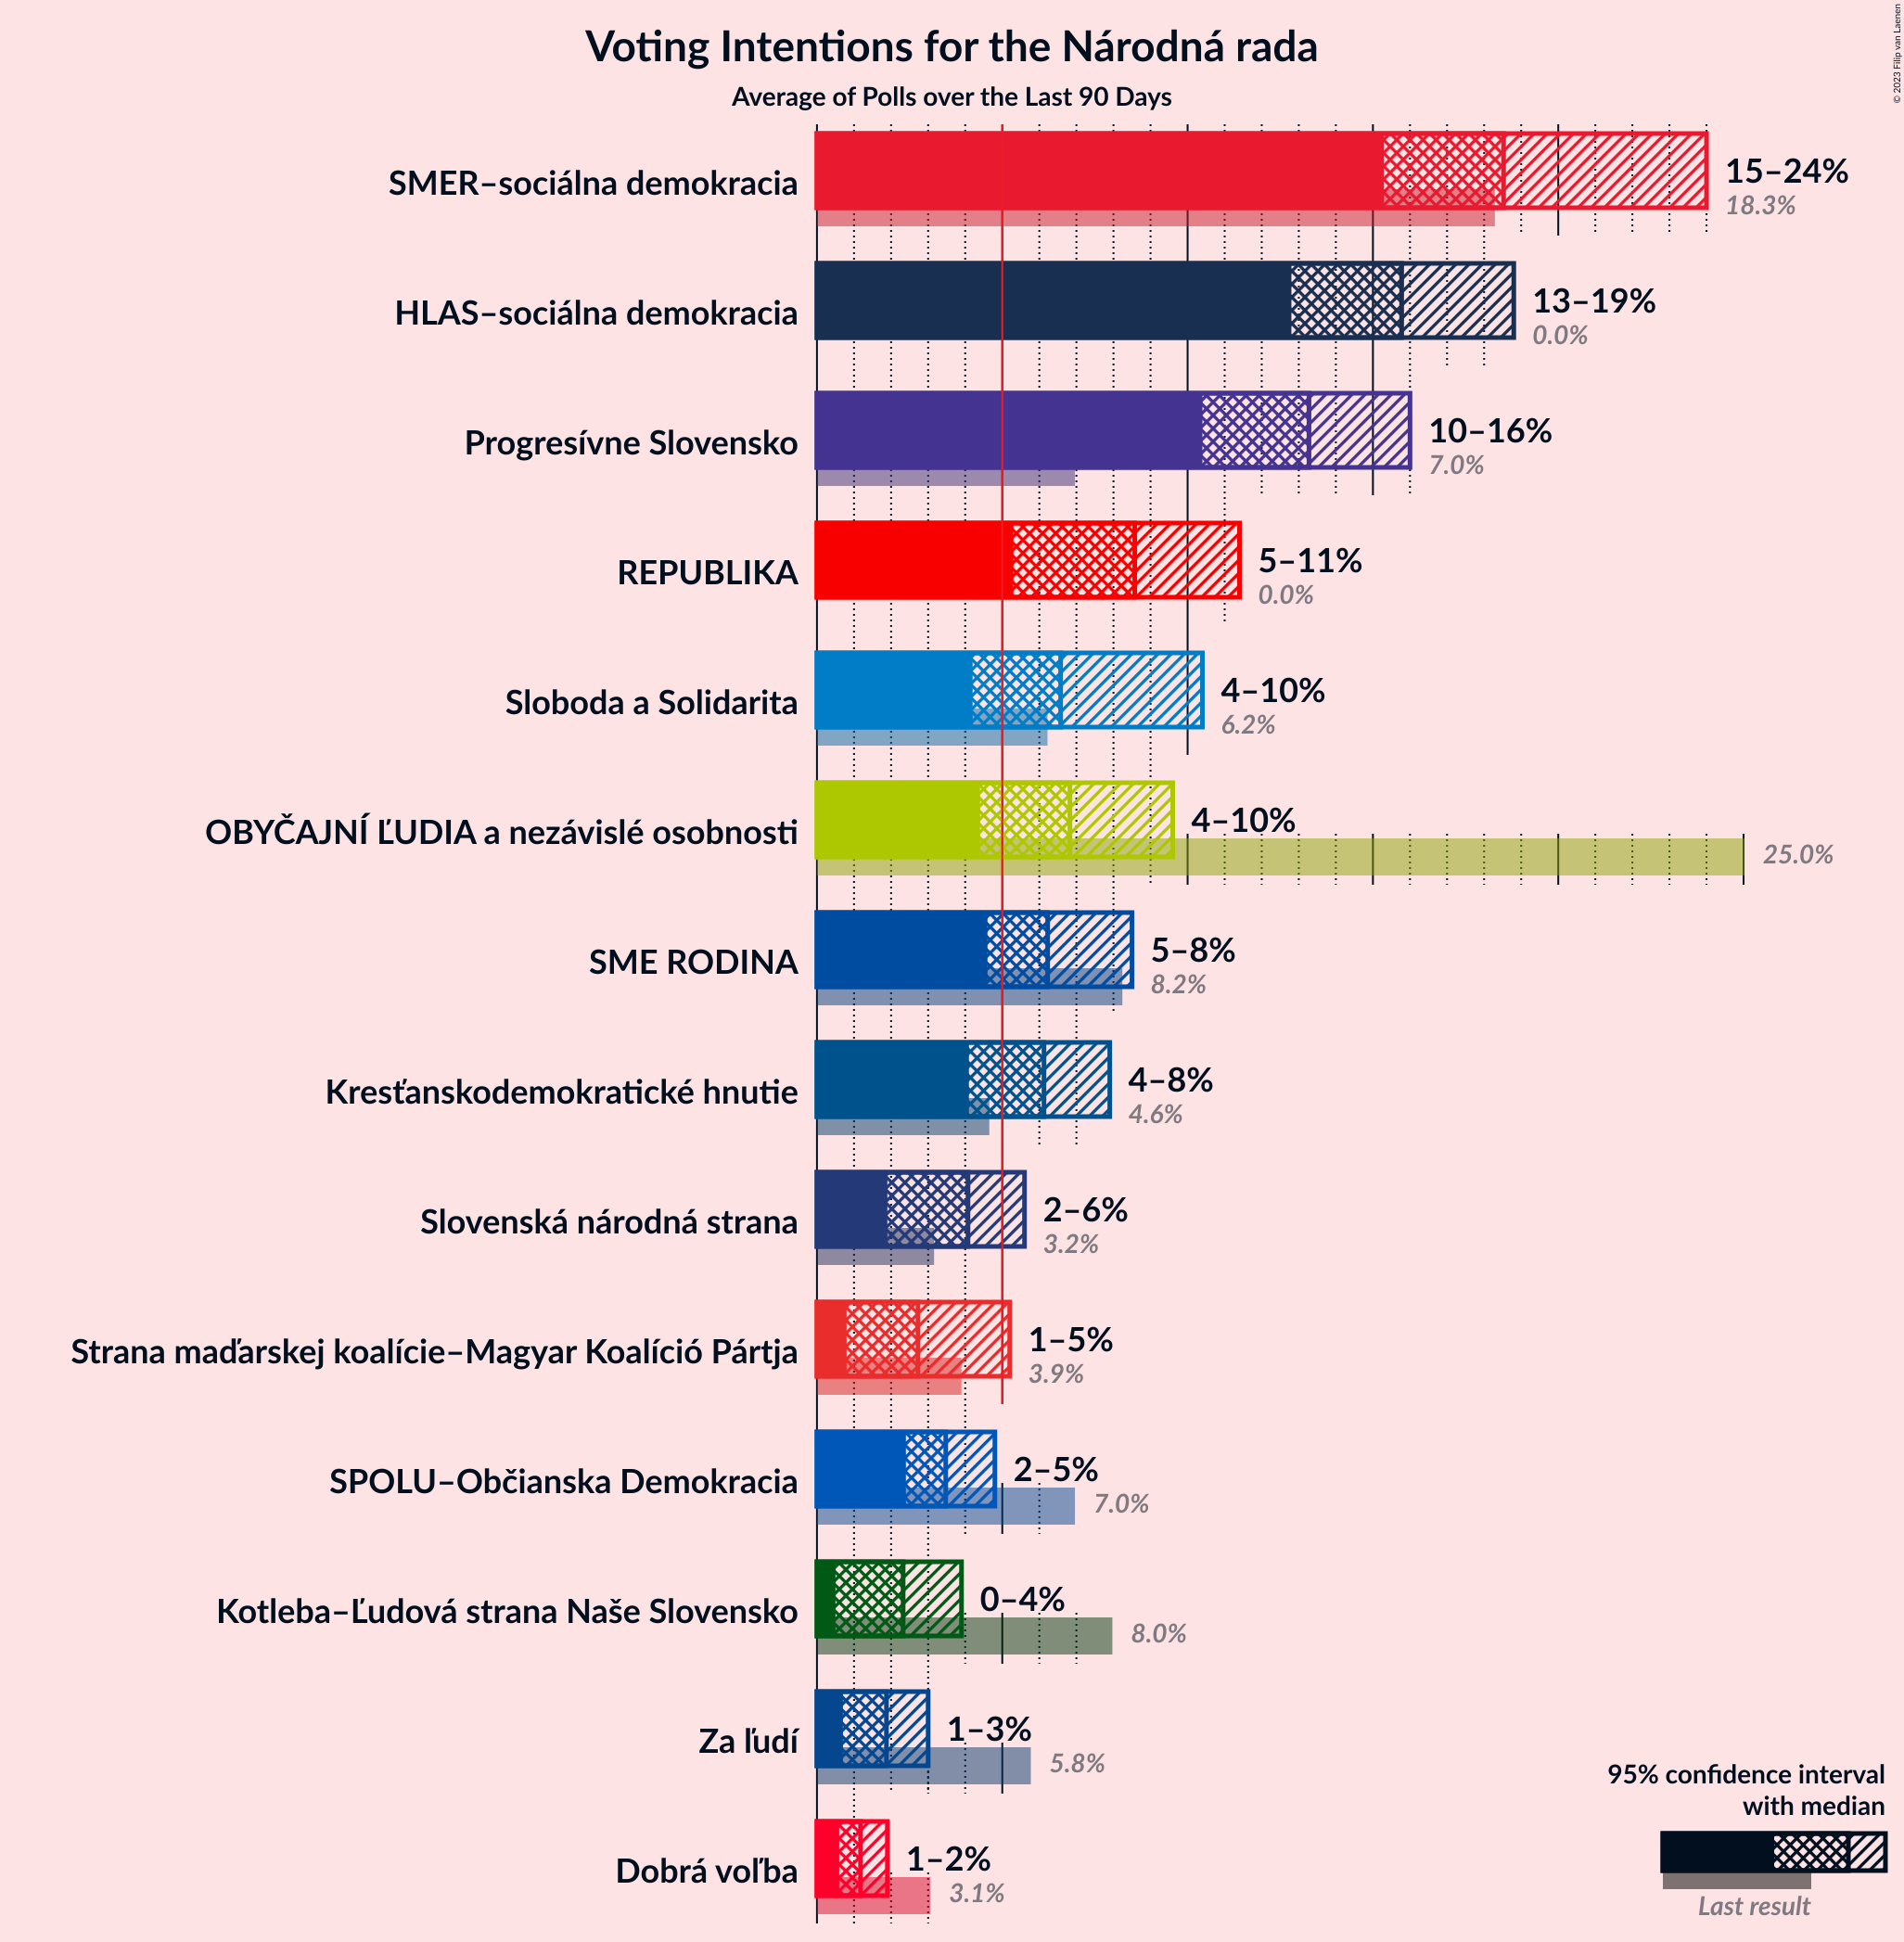 © 2023 Filip van Laenen
Voting Intentions for the Národná rada
Average of Polls over the Last 90 Days
SMER–sociálna demokracia
15–24%
18.3%
HLAS–sociálna demokracia
13–19%
0.0%
Progresívne Slovensko
10–16%
7.0%
REPUBLIKA
5–11%
0.0%
Sloboda a Solidarita
4–10%
6.2%
OBYČAJNÍ ĽUDIA a nezávislé osobnosti
4–10%
25.0%
SME RODINA
5–8%
8.2%
Kresťanskodemokratické hnutie
4–8%
4.6%
Slovenská národná strana
2–6%
3.2%
Strana maďarskej koalície–Magyar Koalíció Pártja
1–5%
3.9%
SPOLU–Občianska Demokracia
2–5%
7.0%
Kotleba–Ľudová strana Naše Slovensko
0–4%
8.0%
Za ľudí
1–3%
5.8%
Dobrá voľba
1–2%
3.1%
95% confidence interval
with median
Last result